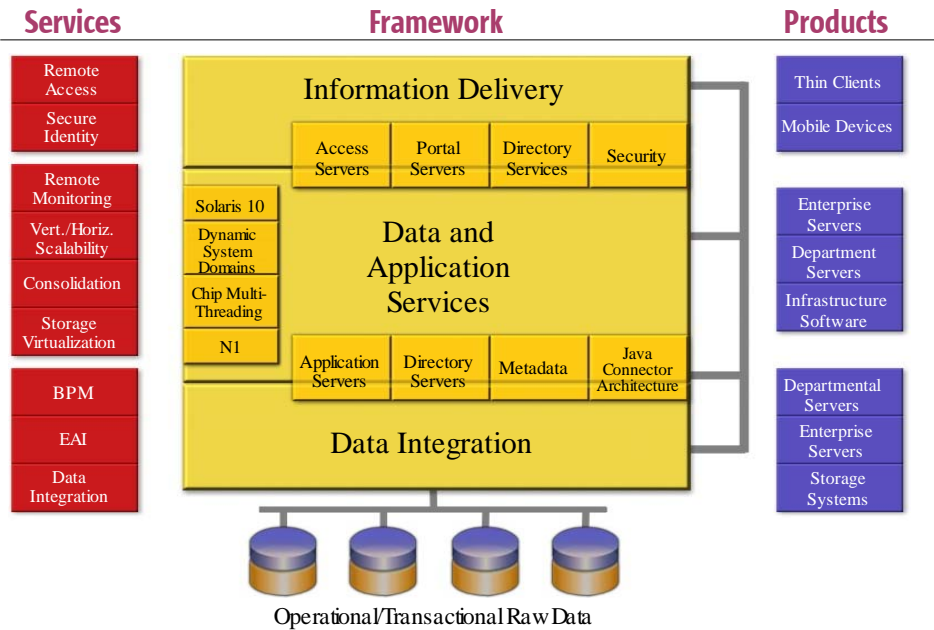 Services
Framework
Products
Remote
Access
Secure
Identity
Remote
Monitoring
Vert./Horiz.
Scalability
Consolidation
Storage
Virtualization
BPM
EAI
Data
Integration
Information Delivery
Access
Servers
Portal
Servers
Directory
Services
Security
Solaris 10
Dynamic
System
Domains
Chip Multi-
Threading
N1
Data and
Application
Services
Application
Servers
Directory
Servers
Metadata
Java
Connector
Architecture
Data Integration
Operational/Transactional Raw Data
Thin Clients
Mobile Devices
Enterprise
Servers
Department
Servers
Infrastructure
Software
Departmental
Servers
Enterprise
Servers
Storage
Systems